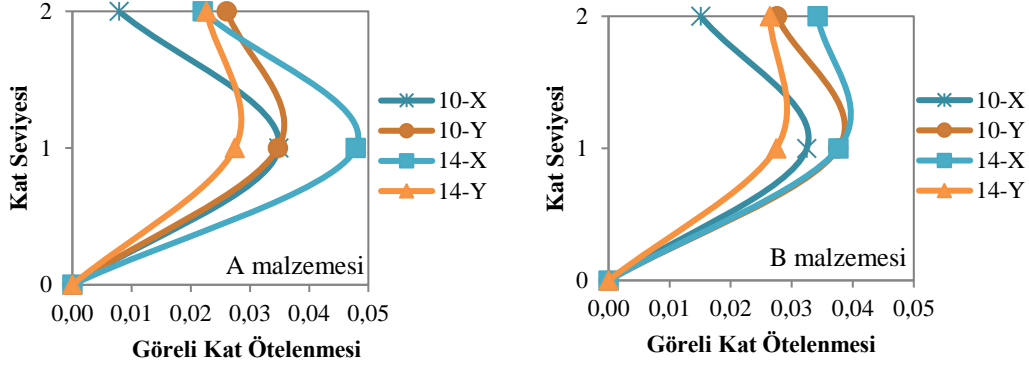 Kat Seviyesi
2
1
0
0,00 0,01 0,02 0,03 0,04 0,05
Göreli Kat Ötelenmesi
A malzemesi
10-X
10-Y
14-X
14-Y
Kat Seviyesi
2
1
0
0,00 0,01 0,02 0,03 0,04 0,05
Göreli Kat Ötelenmesi
B malzemesi
10-X
10-Y
14-X
14-Y